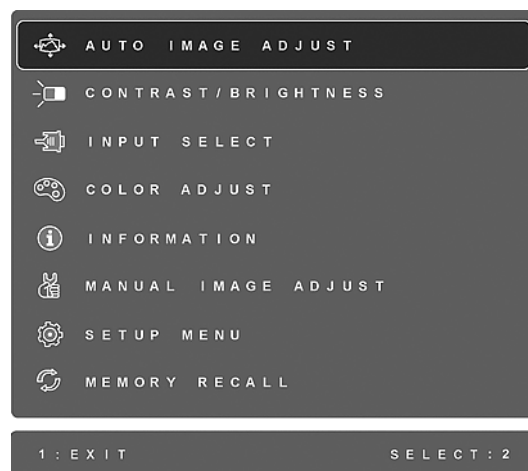 AUTO IMAGE ADJUST
CONTRAST/BRIGHTNESS
INPUT SELECT
COLOR ADJUST
INFORMATION
MANUAL IMAGE ADJUST
SETUP MENU
MEMORY RECALL
1:EXIT SELECT:2